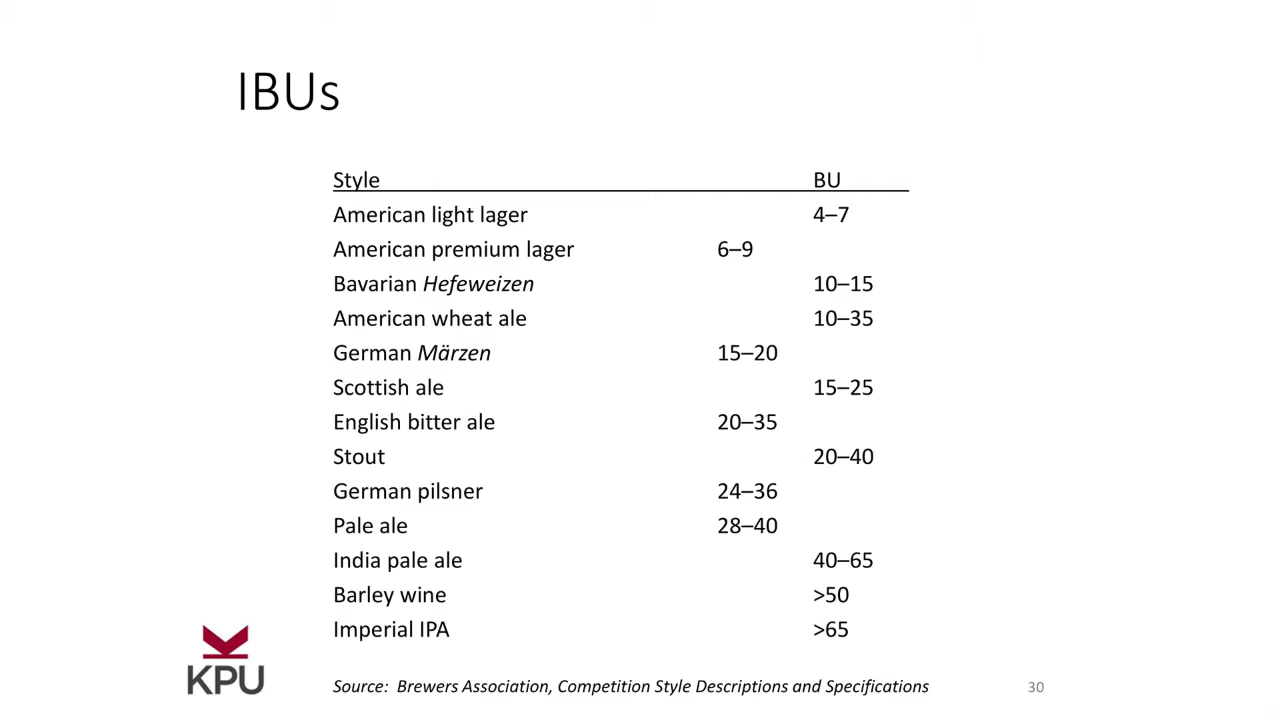 IBUs
Style BU
American light lager 4–7
American premium lager 6–9
Bavarian Hefeweizen 10–15
American wheat ale 10–35
German Märzen 15–20
Scottish ale 15–25
English bitter ale 20–35
Stout 20–40
German pilsner 24–36
Pale ale 28–40
India pale ale 40–65
Barley wine >50
Imperial IPA >65
KPU
Source: Brewers Association, Competition Style Descriptions and Specifications
30